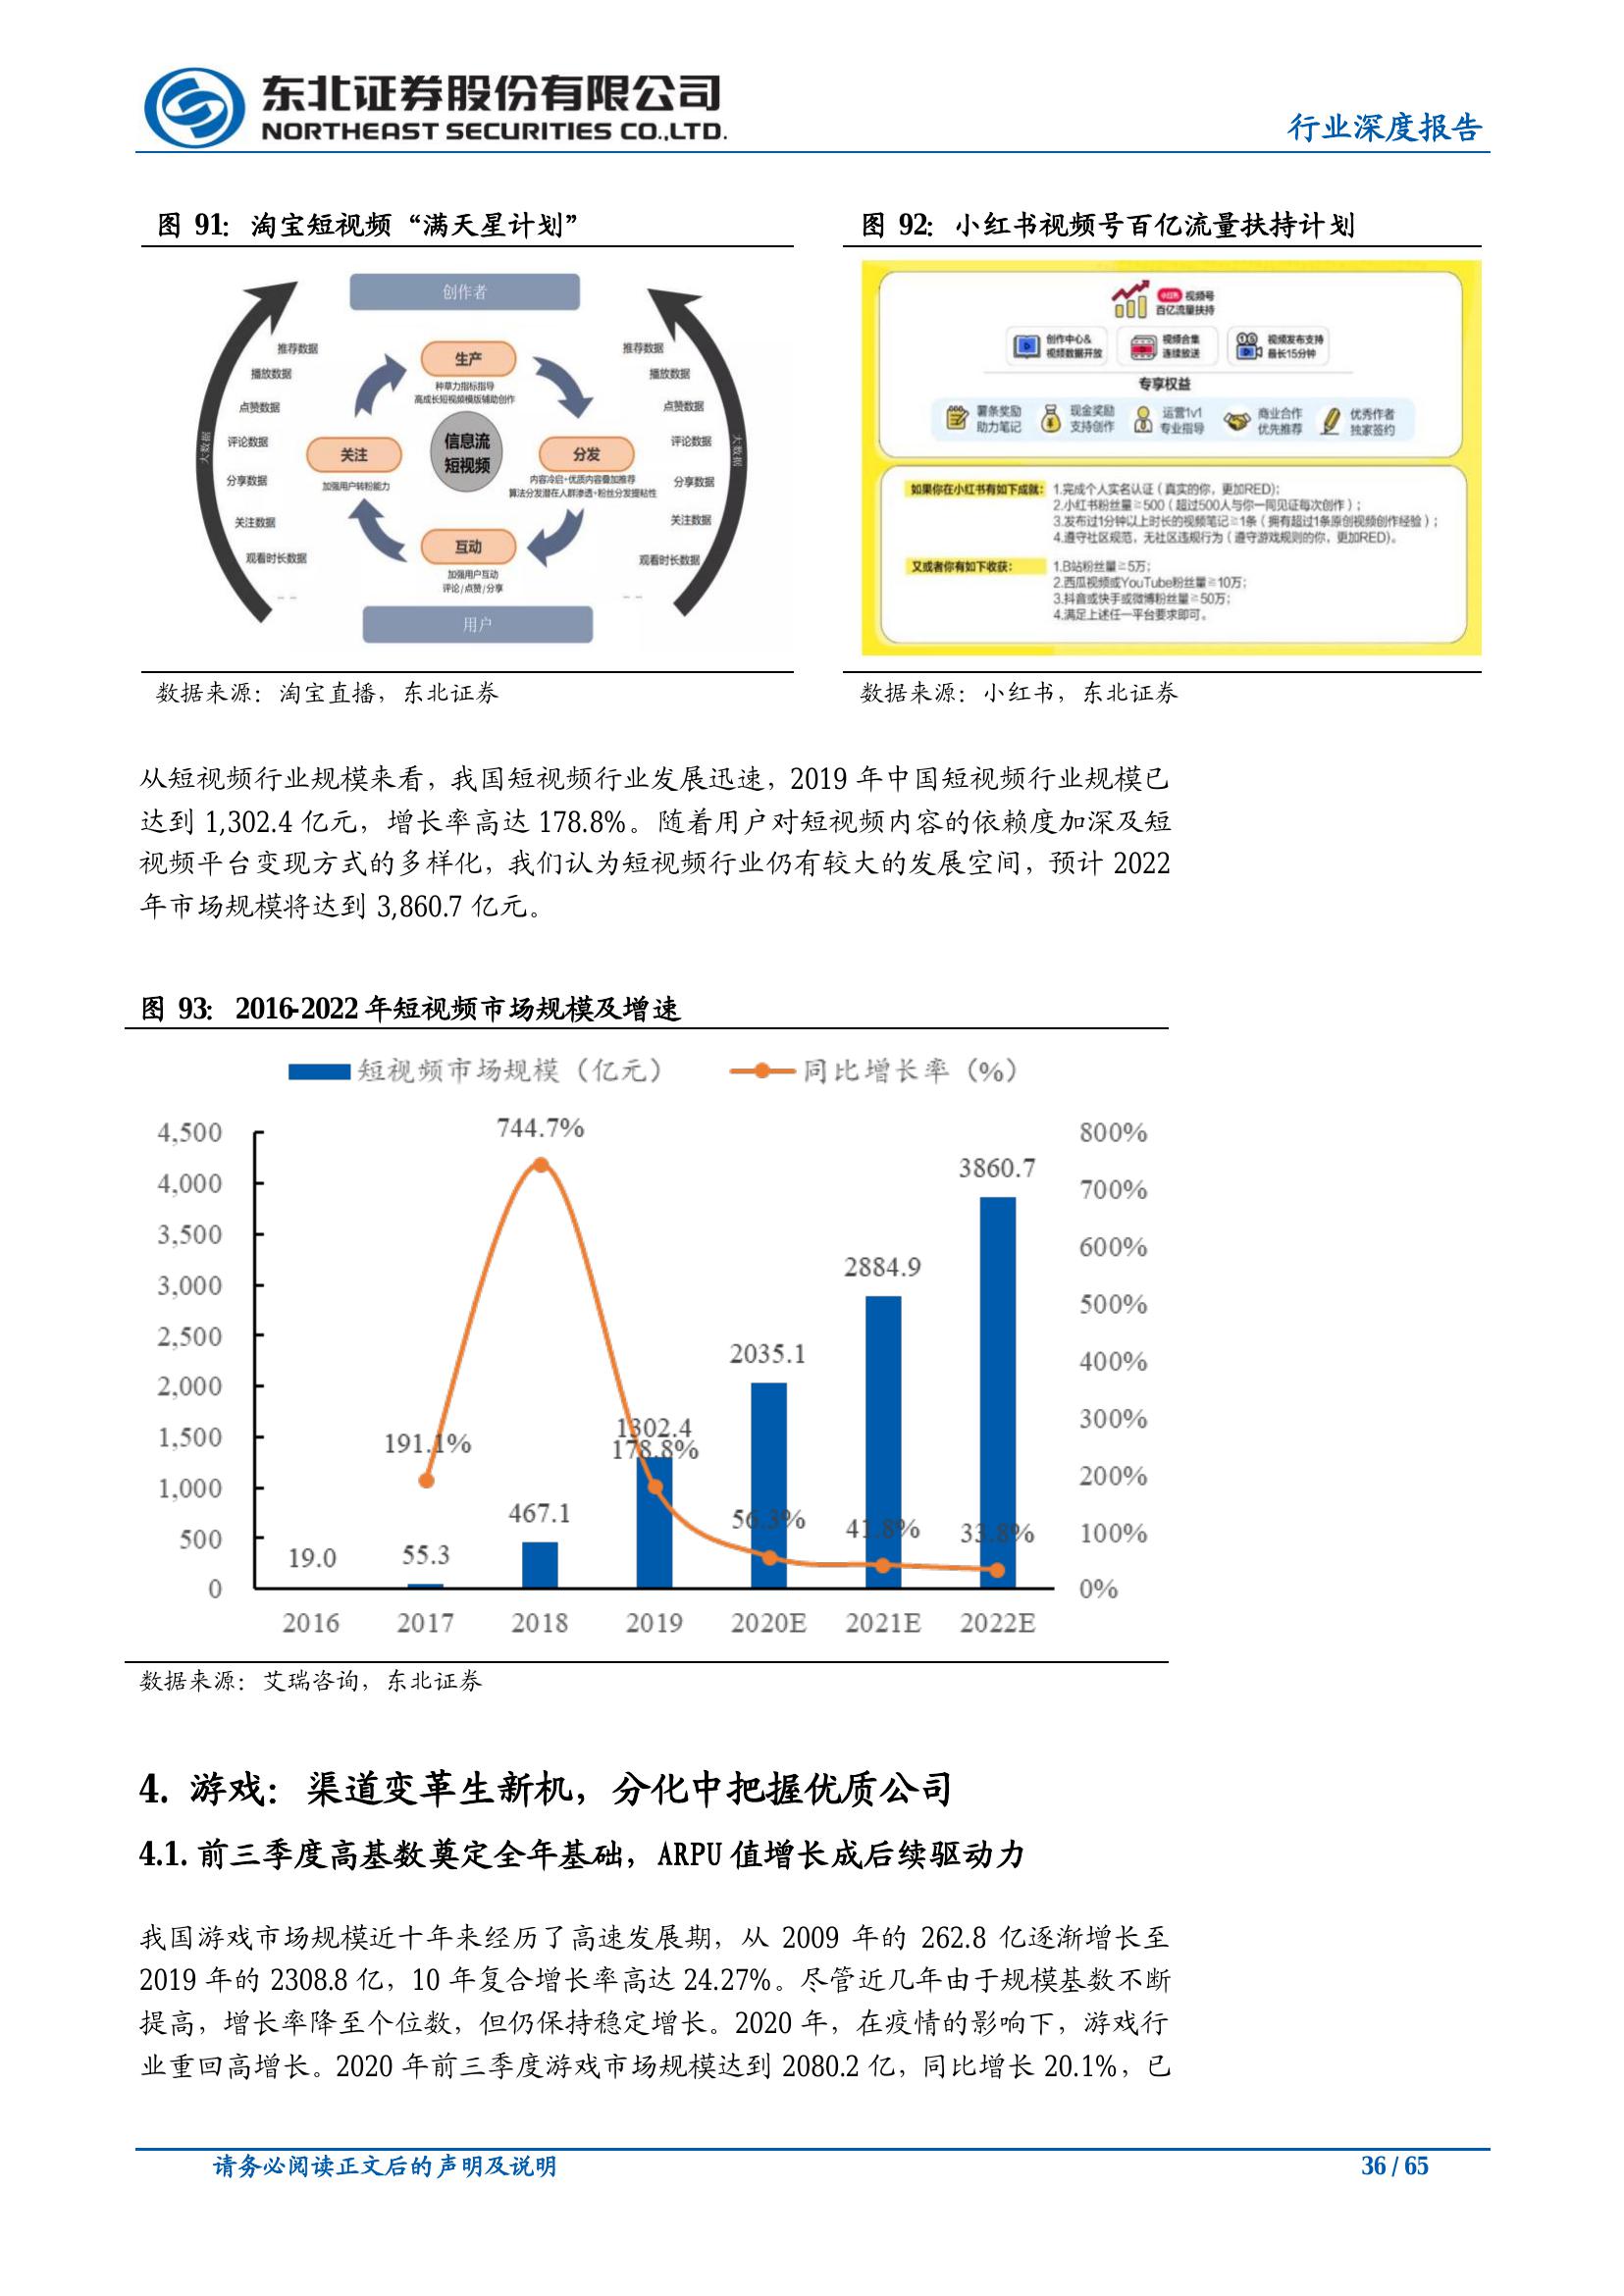 东北证券股份有限公司
NORTHEAST SECURITIES CO.,LTD.
行业深度报告
图 91：淘宝短视频“满天星计划”
创作者
推荐数据
播放数据
点赞数据
评论数据
分享数据
关注数据
观看时长数据
大数据
生产
种草力指标指导
高成长短视频模版辅助创作
关注
加强用户转粉能力
信息流
短视频
分发
内容冷启+优质内容叠加推荐
算法分发潜在人群渗透+粉丝分发提粘性
互动
加强用户互动
评论/点赞/分享
推荐数据
播放数据
点赞数据
评论数据
分享数据
关注数据
观看时长数据
大数据
用户
数据来源：淘宝直播，东北证券
图 92：小红书视频号百亿流量扶持计划
小红书 视频号
百亿流量扶持
创作中心&
视频数据开放
视频合集
连续放送
视频发布支持
最长15分钟
专享权益
薯条奖励
助力笔记
现金奖励
支持创作
运营1v1
专业指导
商业合作
优先推荐
优秀作者
独家签约
如果你在小红书有如下成就： 1.完成个人实名认证（真实的你，更加RED）；
2.小红书粉丝量≥500（超过500人与你一同见证每次创作）；
3.发布过1分钟以上时长的视频笔记≥1条（拥有超过1条原创视频创作经验）；
4.遵守社区规范，无社区违规行为（遵守游戏规则的你，更加RED）。
又或者你有如下收获： 1.B站粉丝量≥5万；
2.西瓜视频或YouTube粉丝量≥10万；
3.抖音或快手或微博粉丝量≥50万；
4.满足上述任一平台要求即可。
数据来源：小红书，东北证券
从短视频行业规模来看，我国短视频行业发展迅速，2019 年中国短视频行业规模已
达到 1,302.4 亿元，增长率高达 178.8%。随着用户对短视频内容的依赖度加深及短
视频平台变现方式的多样化，我们认为短视频行业仍有较大的发展空间，预计 2022
年市场规模将达到 3,860.7 亿元。
图 93：2016-2022 年短视频市场规模及增速
短视频市场规模（亿元） 同比增长率（%）
4,500
4,000
3,500
3,000
2,500
2,000
1,500
1,000
500
0
19.0
55.3
467.1
1302.4
2035.1
2884.9
3860.7
191.1%
744.7%
178.8%
56.3%
41.8%
33.8%
800%
700%
600%
500%
400%
300%
200%
100%
0%
2016 2017 2018 2019 2020E 2021E 2022E
数据来源：艾瑞咨询，东北证券
4. 游戏：渠道变革生新机，分化中把握优质公司
4.1. 前三季度高基数奠定全年基础，ARPU 值增长成后续驱动力
我国游戏市场规模近十年来经历了高速发展期，从 2009 年的 262.8 亿逐渐增长至
2019 年的 2308.8 亿，10 年复合增长率高达 24.27%。尽管近几年由于规模基数不断
提高，增长率降至个位数，但仍保持稳定增长。2020 年，在疫情的影响下，游戏行
业重回高增长。2020 年前三季度游戏市场规模达到 2080.2 亿，同比增长 20.1%，已
请务必阅读正文后的声明及说明
36 / 65